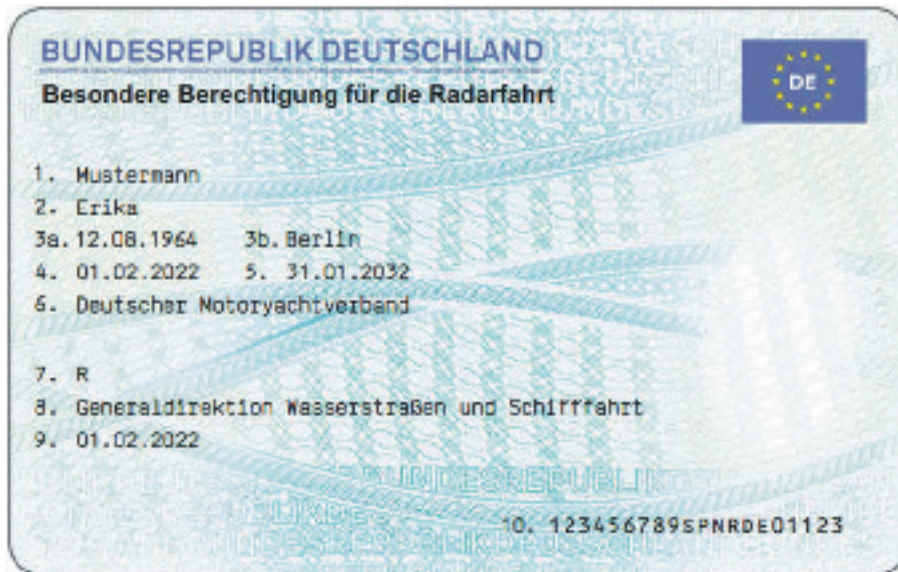 BUNDESREPUBLIK DEUTSCHLAND
DE
Besondere Berechtigung für die Radarfahrt
1. Mustermann
2. Erika
3a. 12.08.1964 3b. Berlin
4. 01.02.2022 5. 31.01.2032
6. Deutscher Motoryachtverband
7. R
8. Generaldirektion Wasserstraßen und Schifffahrt
9. 01.02.2022
BUNDESREPUBLIK
10. 123456789SPNRDE01123